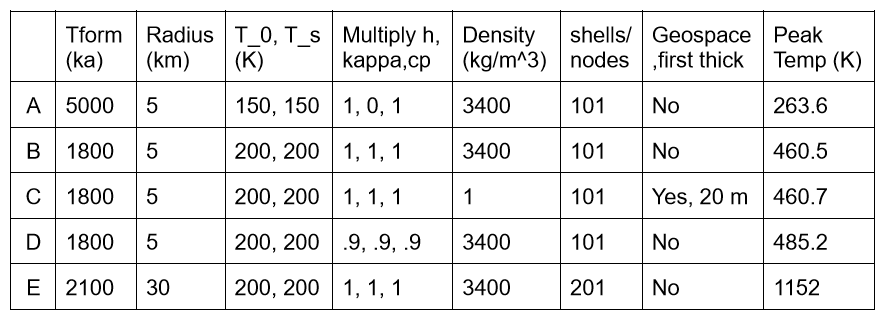 Tform (ka) Radius (km) T_0, T_s (K) Multiply h, kappa,cp Density (kg/m^3) shells/ nodes Geospace ,first thick Peak Temp (K)
A 5000 5 150, 150 1, 0, 1 3400 101 No 263.6
B 1800 5 200, 200 1, 1, 1 3400 101 No 460.5
C 1800 5 200, 200 1, 1, 1 1 101 Yes, 20 m 460.7
D 1800 5 200, 200 .9, .9, .9 3400 101 No 485.2
E 2100 30 200, 200 1, 1, 1 3400 201 No 1152